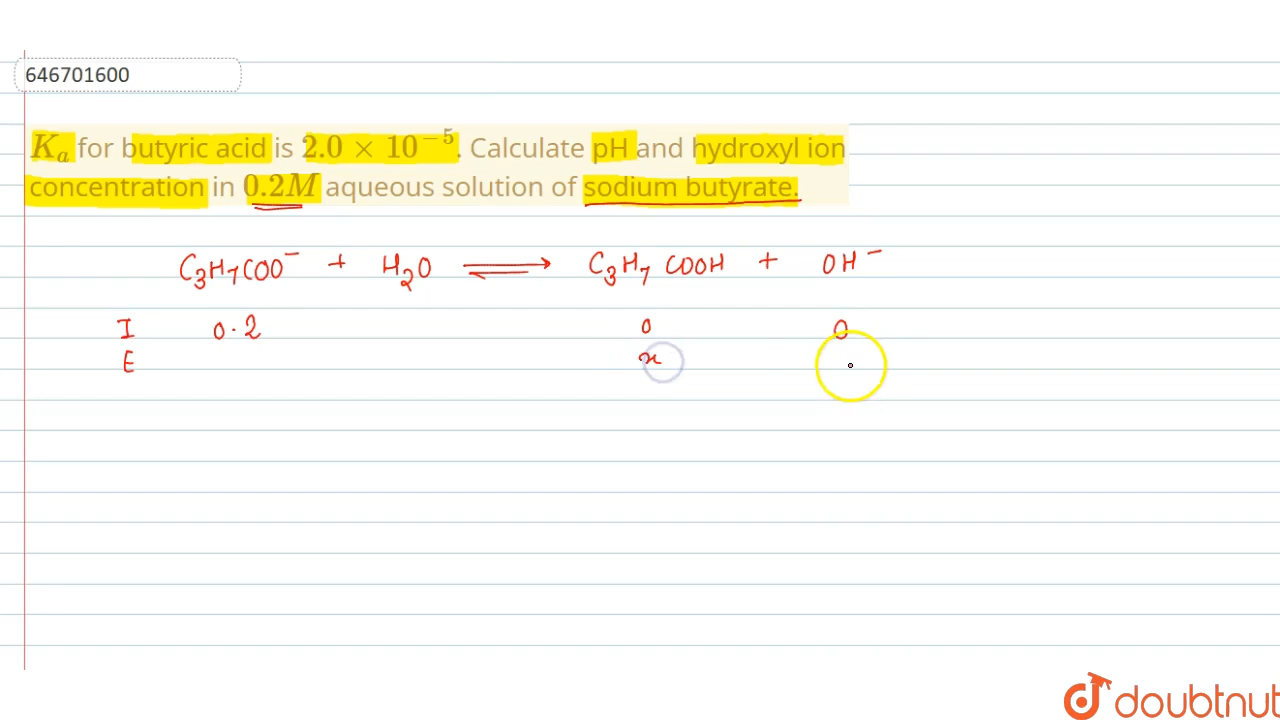 646701600
Kₐ for butyric acid is 2.0 × 10⁻⁵. Calculate pH and hydroxyl ion
concentration in 0.2M aqueous solution of sodium butyrate.
C₃H₇COO⁻ + H₂O ⇌ C₃H₇COOH + OH⁻
I 0.2 0 0
E x
doubtnut